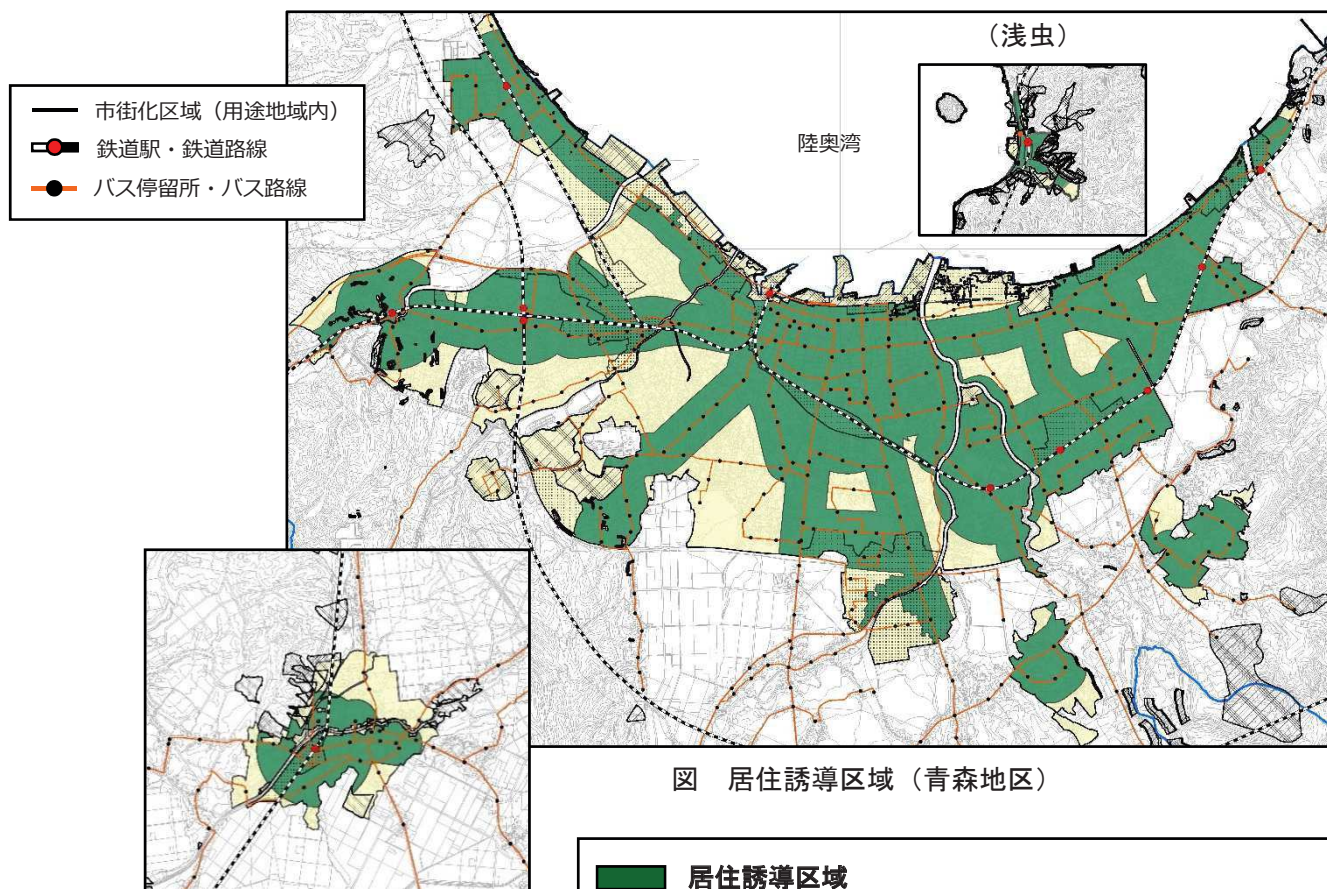 （浅虫）
市街化区域（用途地域内）
鉄道駅・鉄道路線
バス停留所・バス路線
陸奥湾
図　居住誘導区域（青森地区）
居住誘導区域